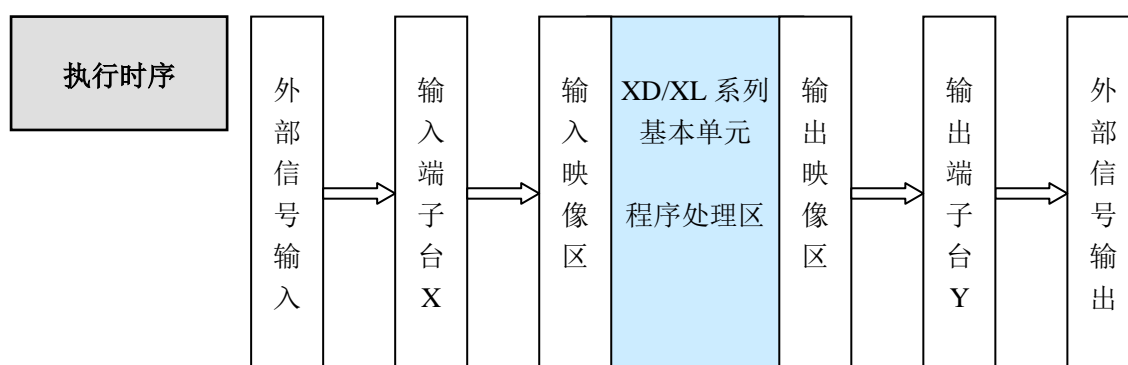 执行时序
外部信号输入
输入端子台X
输入映像区
XD/XL 系列
基本单元
程序处理区
输出映像区
输出端子台Y
外部信号输出